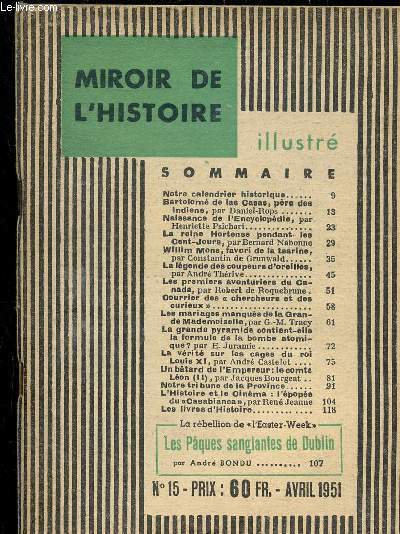 Le-livre.com
MIROIR DE
L'HISTOIRE
illustré
SOMMAIRE
Notre calendrier historique...... 9
Bartolomé de las Casas, père des
Indiens, par Daniel-Rops ....... 13
Naissance de l'Encyclopédie, par
Henriette Psichari............... 23
La reine Hortense pendant les
Cent-Jours, par Bernard Nabonne 29
Willim Mons, favori de la tsarine,
par Constantin de Grunwald..... 35
La légende des coupeurs d'oreilles,
par André Thérive.............. 45
Les premiers aventuriers du Ca-
nada, par Robert de Roquebrune. 51
Courrier des « chercheurs et des
curieux »........................ 58
Les mariages manqués de la Gran-
de Mademoiselle, par G.-M. Tracy 61
La grande pyramide contient-elle
la formule de la bombe atomi-
que ? par E. Juramie ........... 72
La vérité sur les cages du roi
Louis XI, par André Castelot .... 75
Un bâtard de l'Empereur : le comte
Léon (II), par Jacques Bourgeat . 81
Notre tribune de la Province..... 91
L'Histoire et le Cinéma : l'épopée
du «Casabianca», par René Jeanne 104
Les livres d'Histoire.............. 118
La rébellion de «l'Easter-Week»
Les Pâques sanglantes de Dublin
par André BONDU .......... 107
N° 15 - PRIX : 60 FR. - AVRIL 1951